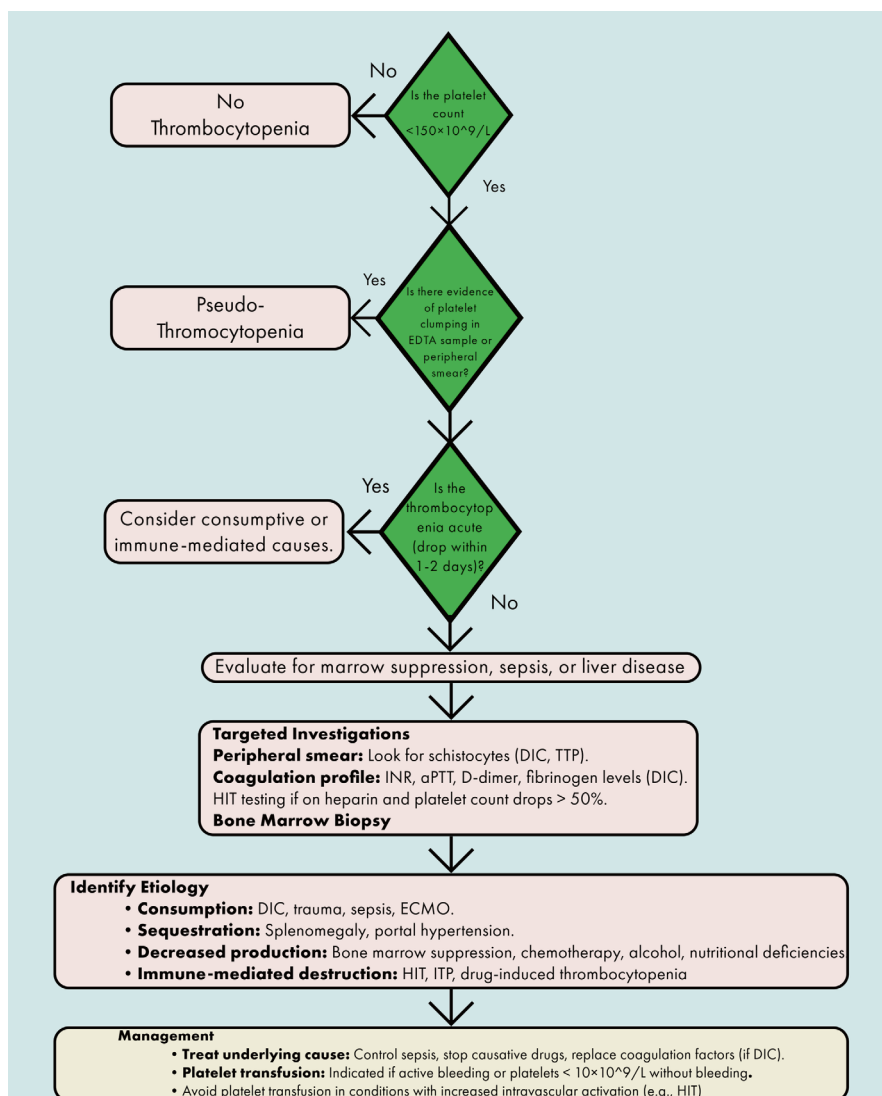 No
Is the platelet
count
<150×10^9/L
No
Thrombocytopenia
Yes
Yes
Is there evidence
of platelet
clumping in
EDTA sample or
peripheral
smear?
Pseudo-
Thromocytopenia
Yes
Is the
thrombocytop
enia acute
(drop within
1-2 days)?
Consider consumptive or
immune-mediated causes.
No
Evaluate for marrow suppression, sepsis, or liver disease
Targeted Investigations
Peripheral smear: Look for schistocytes (DIC, TTP).
Coagulation profile: INR, aPTT, D-dimer, fibrinogen levels (DIC).
HIT testing if on heparin and platelet count drops > 50%.
Bone Marrow Biopsy
Identify Etiology
• Consumption: DIC, trauma, sepsis, ECMO.
• Sequestration: Splenomegaly, portal hypertension.
• Decreased production: Bone marrow suppression, chemotherapy, alcohol, nutritional deficiencies
• Immune-mediated destruction: HIT, ITP, drug-induced thrombocytopenia
Management
• Treat underlying cause: Control sepsis, stop causative drugs, replace coagulation factors (if DIC).
• Platelet transfusion: Indicated if active bleeding or platelets < 10×10^9/L without bleeding.
• Avoid platelet transfusion in conditions with increased intravascular activation (e.g., HIT)